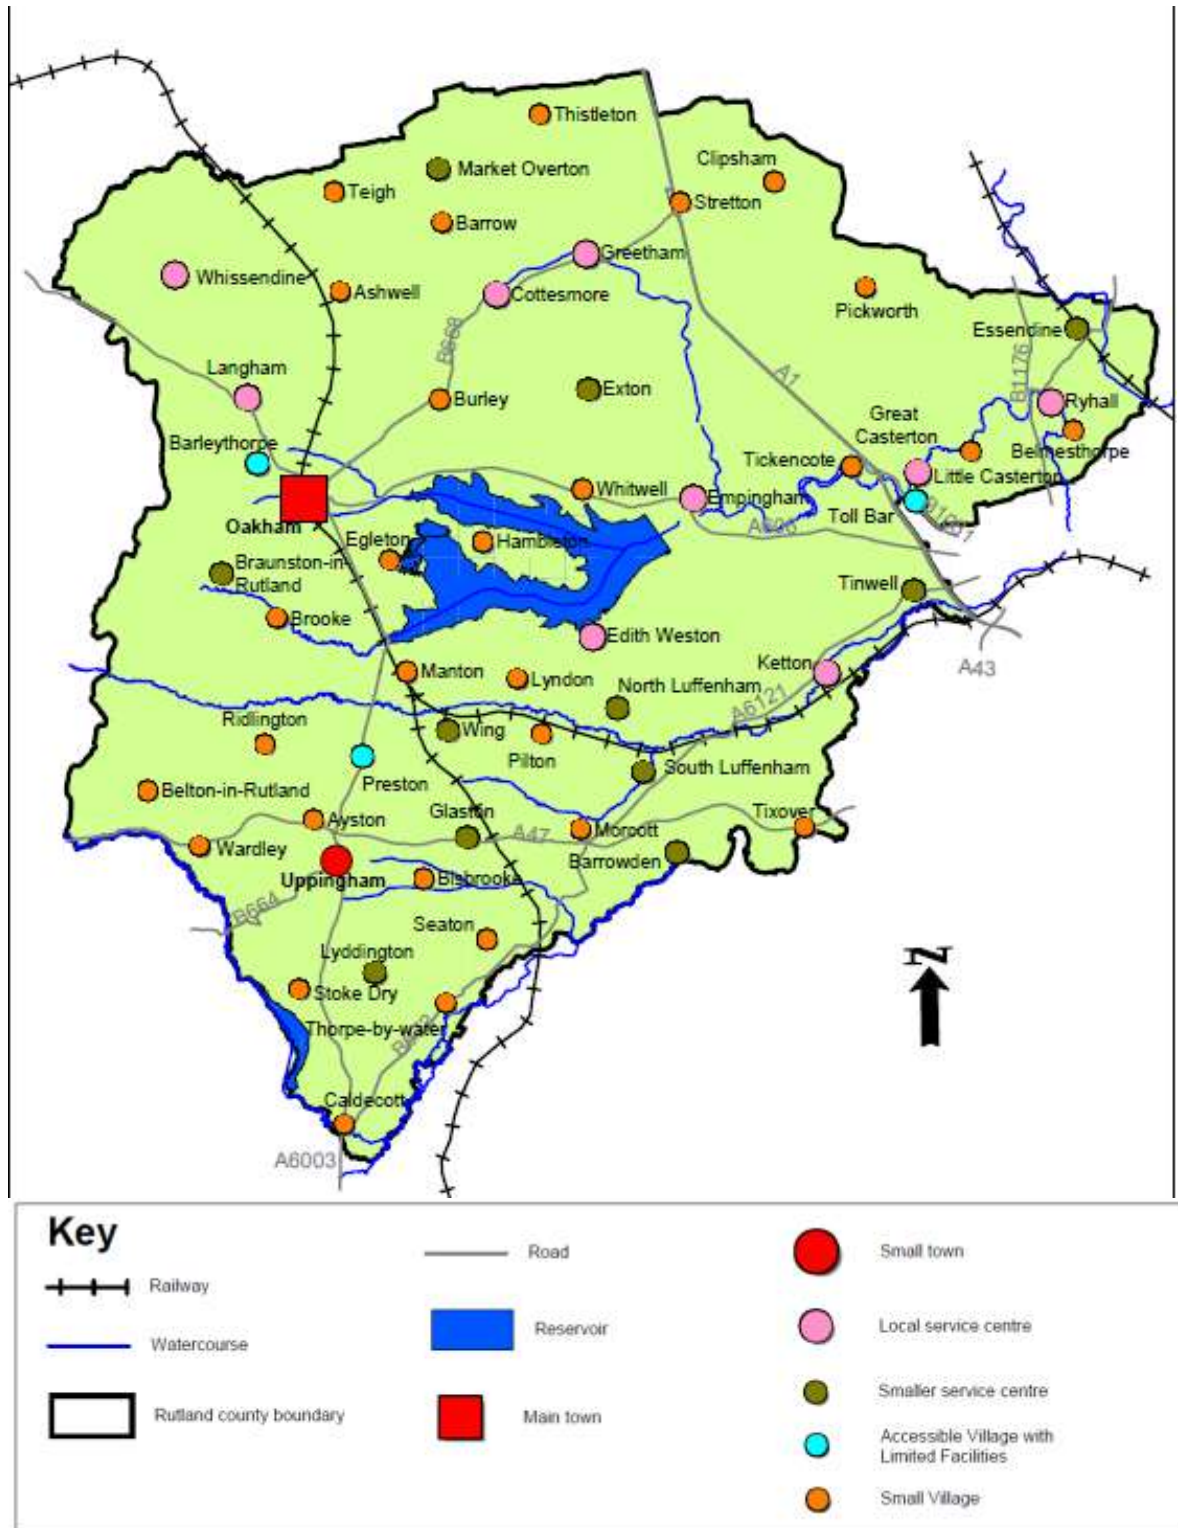 Thistleton
Clipsham
Market Overton
Teigh
Stretton
Barrow
Greetham
Whissendine
Ashwell
Cottesmore
Pickworth
Essendine
B668
B1176
Langham
A1
Burley
Exton
Ryhall
Great
Casterton
Barleythorpe
Belmesthorpe
Tickencote
Little Casterton
Whitwell
Empingham
Toll Bar
B1081
Oakham
A606
Egleton
Hambleton
Braunston-in-
Rutland
Tinwell
Brooke
Edith Weston
Ketton
A43
Manton
Lyndon
North Luffenham
A6121
Ridlington
Wing
Pilton
South Luffenham
Preston
Belton-in-Rutland
Glaston
Tixover
Ayston
A47
Morcott
Wardley
Barrowden
Uppingham
Bisbrooke
B664
Seaton
N
Lyddington
Stoke Dry
Thorpe-by-water
B672
Caldecott
A6003
Key
Railway
Watercourse
Rutland county boundary
Road
Reservoir
Main town
Small town
Local service centre
Smaller service centre
Accessible Village with
Limited Facilities
Small Village